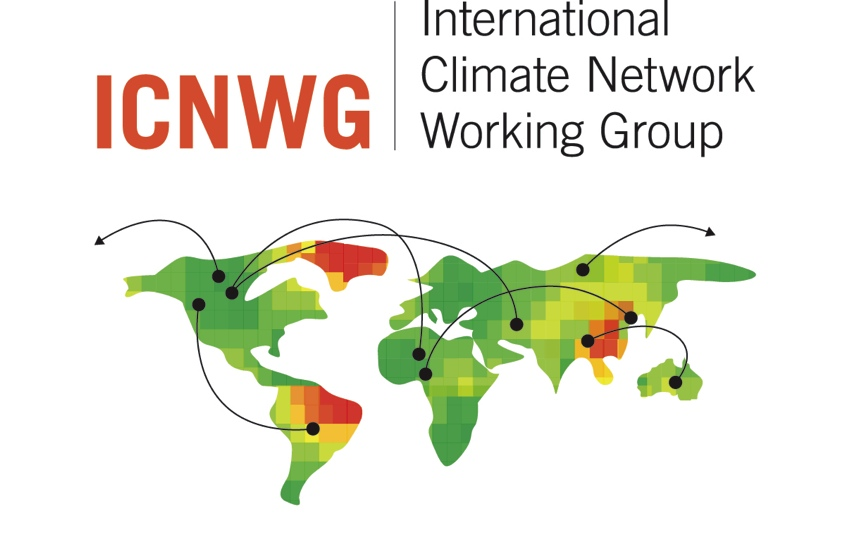 ICNWG
International
Climate Network
Working Group